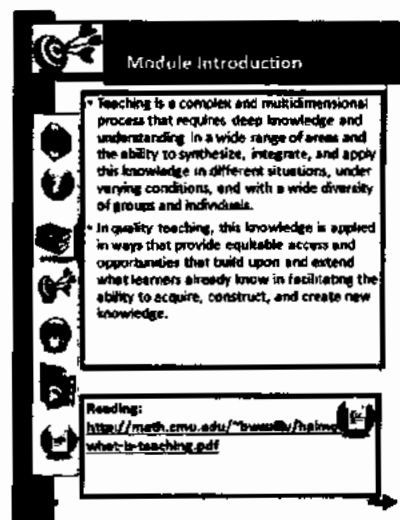 Module Introduction
• Teaching is a complex and multidimensional
process that requires deep knowledge and
understanding in a wide range of areas and
the ability to synthesize, integrate, and apply
this knowledge in different situations, under
varying conditions, and with a wide diversity
of groups and individuals.
• In quality teaching, this knowledge is applied
in ways that provide equitable access and
opportunities that build upon and extend
what learners already know in facilitating the
ability to acquire, construct, and create new
knowledge.
Reading:
what-is-teaching.pdf